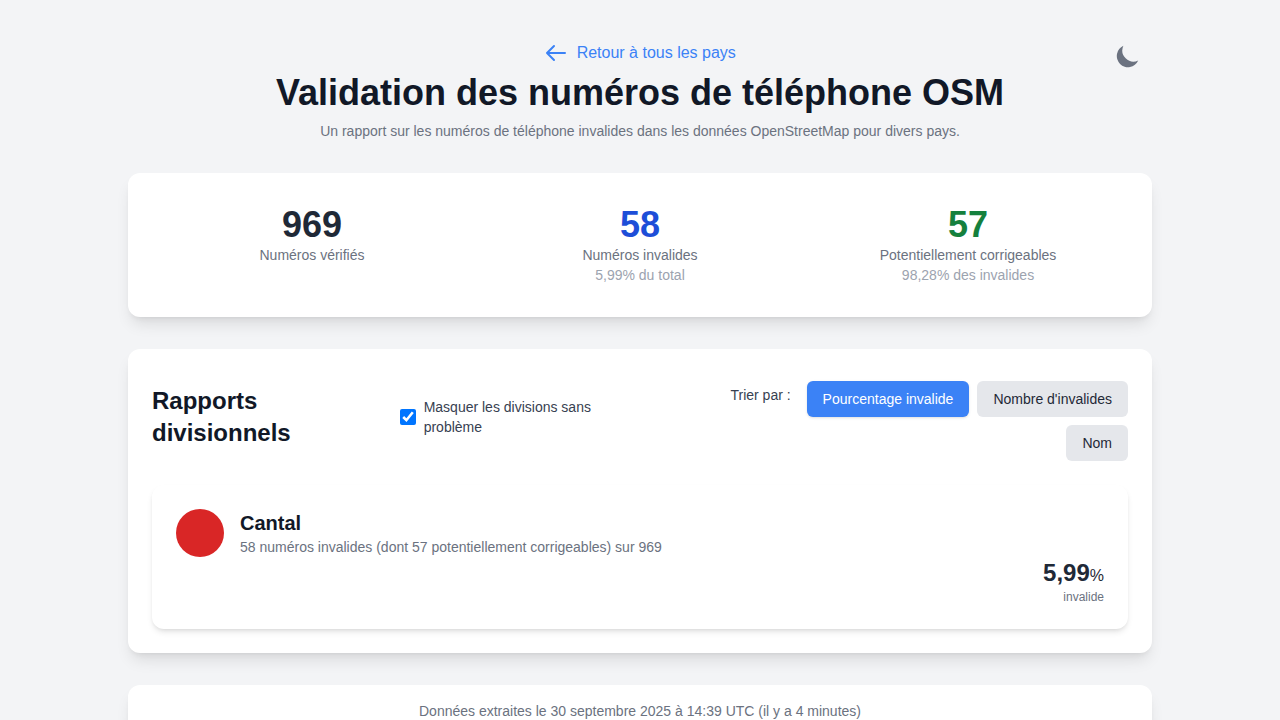 Retour à tous les pays
Validation des numéros de téléphone OSM
Un rapport sur les numéros de téléphone invalides dans les données OpenStreetMap pour divers pays.
969
Numéros vérifiés
58
Numéros invalides
5,99% du total
57
Potentiellement corrigeables
98,28% des invalides
Rapports
divisionnels
Masquer les divisions sans
problème
Trier par :
Pourcentage invalide
Nombre d'invalides
Nom
Cantal
58 numéros invalides (dont 57 potentiellement corrigeables) sur 969
5,99%
invalide
Données extraites le 30 septembre 2025 à 14:39 UTC (il y a 4 minutes)